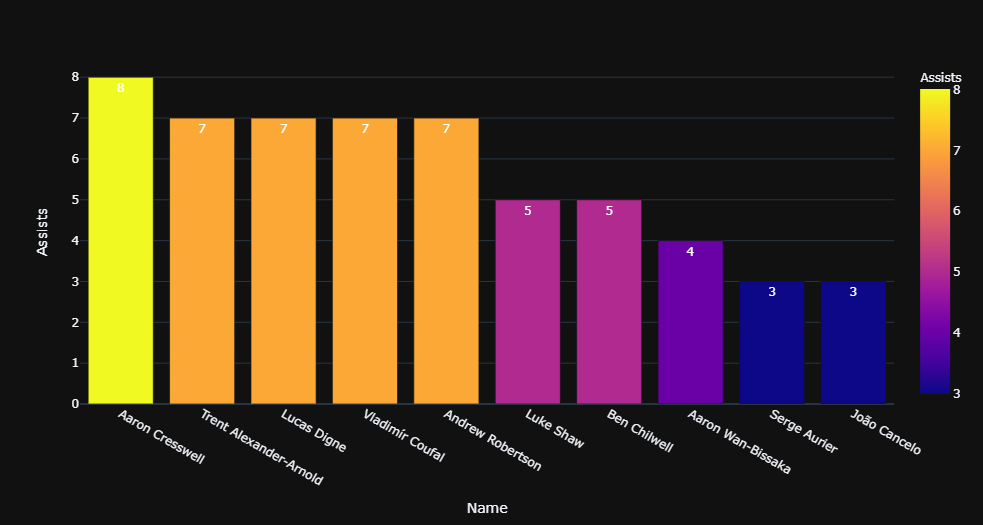 Assists
8
8
8
7
7
7
7
7
7
6
6
Assists
5
5
5
5
4
4
4
3
3
3
3
2
1
0
Aaron Cresswell
Trent Alexander-Arnold
Lucas Digne
Vladimír Coufal
Andrew Robertson
Luke Shaw
Ben Chilwell
Aaron Wan-Bissaka
Serge Aurier
João Cancelo
Name